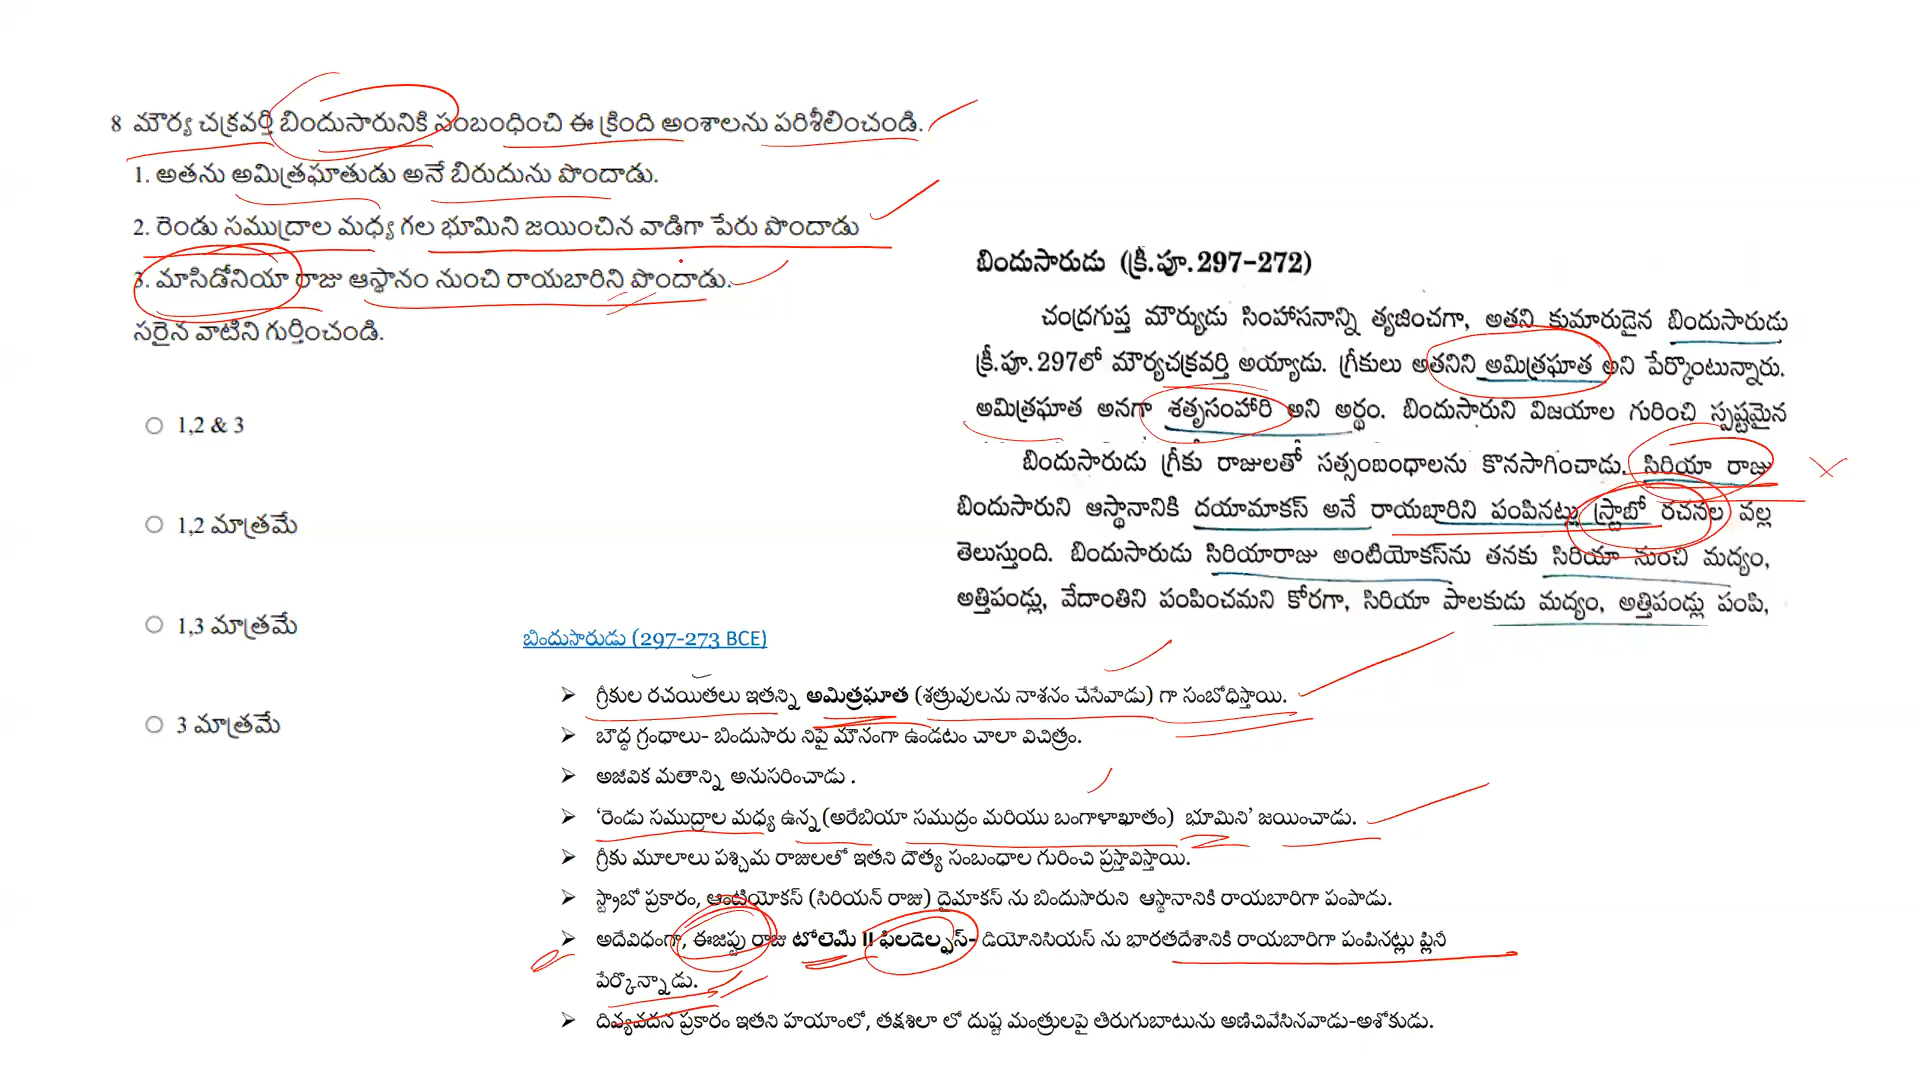 8 మౌర్య చక్రవర్తి బిందుసారునికి సంబంధించి ఈ క్రింది అంశాలను పరిశీలించండి.
1. అతను అమిత్రఘాతుడు అనే బిరుదును పొందాడు.
2. రెండు సముద్రాల మధ్య గల భూమిని జయించిన వాడిగా పేరు పొందాడు
3. మాసిడోనియా రాజు ఆస్థానం నుంచి రాయబారిని పొందాడు.
సరైన వాటిని గుర్తించండి.
1,2 & 3
1,2 మాత్రమే
1,3 మాత్రమే
3 మాత్రమే
బిందుసారుడు (క్రీ.పూ.297-272)
చంద్రగుప్త మౌర్యుడు సింహాసనాన్ని త్యజించగా, అతని కుమారుడైన బిందుసారుడు
క్రీ.పూ.297లో మౌర్యచక్రవర్తి అయ్యాడు. గ్రీకులు అతనిని అమిత్రఘాత అని పేర్కొంటున్నారు.
అమిత్రఘాత అనగా శతృసంహారి అని అర్థం. బిందుసారుని విజయాల గురించి స్పష్టమైన
బిందుసారుడు గ్రీకు రాజులతో సత్సంబంధాలను కొనసాగించాడు. సిరియా రాజు
బిందుసారుని ఆస్థానానికి దయామాకస్ అనే రాయబారిని పంపినట్లు స్ట్రాబో రచనల వల్ల
తెలుస్తుంది. బిందుసారుడు సిరియారాజు అంటియోకస్‌ను తనకు సిరియా నుంచి మద్యం,
అత్తిపండ్లు, వేదాంతిని పంపించమని కోరగా, సిరియా పాలకుడు మద్యం, అత్తిపండ్లు పంపి,
బిందుసారుడు (297-273 BCE)
➤ గ్రీకుల రచయితలు ఇతన్ని అమిత్రఘాత (శత్రువులను నాశనం చేసేవాడు) గా సంబోధిస్తాయి.
➤ బౌద్ధ గ్రంధాలు- బిందుసారు నిపై మౌనంగా ఉండటం చాలా విచిత్రం.
➤ అజీవిక మతాన్ని అనుసరించాడు .
➤ ‘రెండు సముద్రాల మధ్య ఉన్న (అరేబియా సముద్రం మరియు బంగాళాఖాతం) భూమిని’ జయించాడు.
➤ గ్రీకు మూలాలు పశ్చిమ రాజులలో ఇతని దౌత్య సంబంధాల గురించి ప్రస్తావిస్తాయి.
➤ స్ట్రాబో ప్రకారం, ఆంటియోకస్ (సిరియన్ రాజు) డైమాకస్ ను బిందుసారుని ఆస్థానానికి రాయబారిగా పంపాడు.
➤ అదేవిధంగా, ఈజిప్టు రాజు టోలెమి II ఫిలడెల్ఫస్- డియోనిసియస్ ను భారతదేశానికి రాయబారిగా పంపినట్లు ప్లినీ
పేర్కొన్నాడు.
➤ దివ్యవదన ప్రకారం ఇతని హయాంలో, తక్షశిలా లో దుష్ట మంత్రులపై తిరుగుబాటును అణిచివేసినవాడు-అశోకుడు.